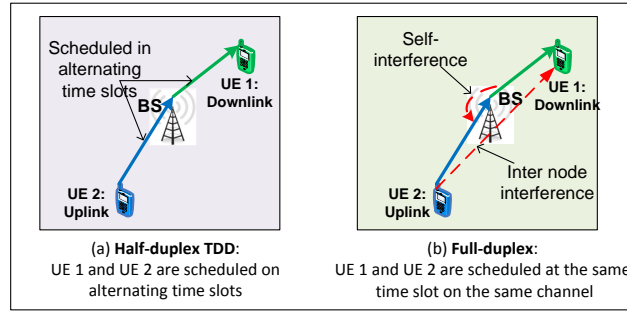 Scheduled in
alternating
time slots
BS
UE 1:
Downlink
UE 2:
Uplink
(a) Half-duplex TDD:
UE 1 and UE 2 are scheduled on
alternating time slots
Self-
interference
BS
UE 1:
Downlink
Inter node
interference
UE 2:
Uplink
(b) Full-duplex:
UE 1 and UE 2 are scheduled at the same
time slot on the same channel